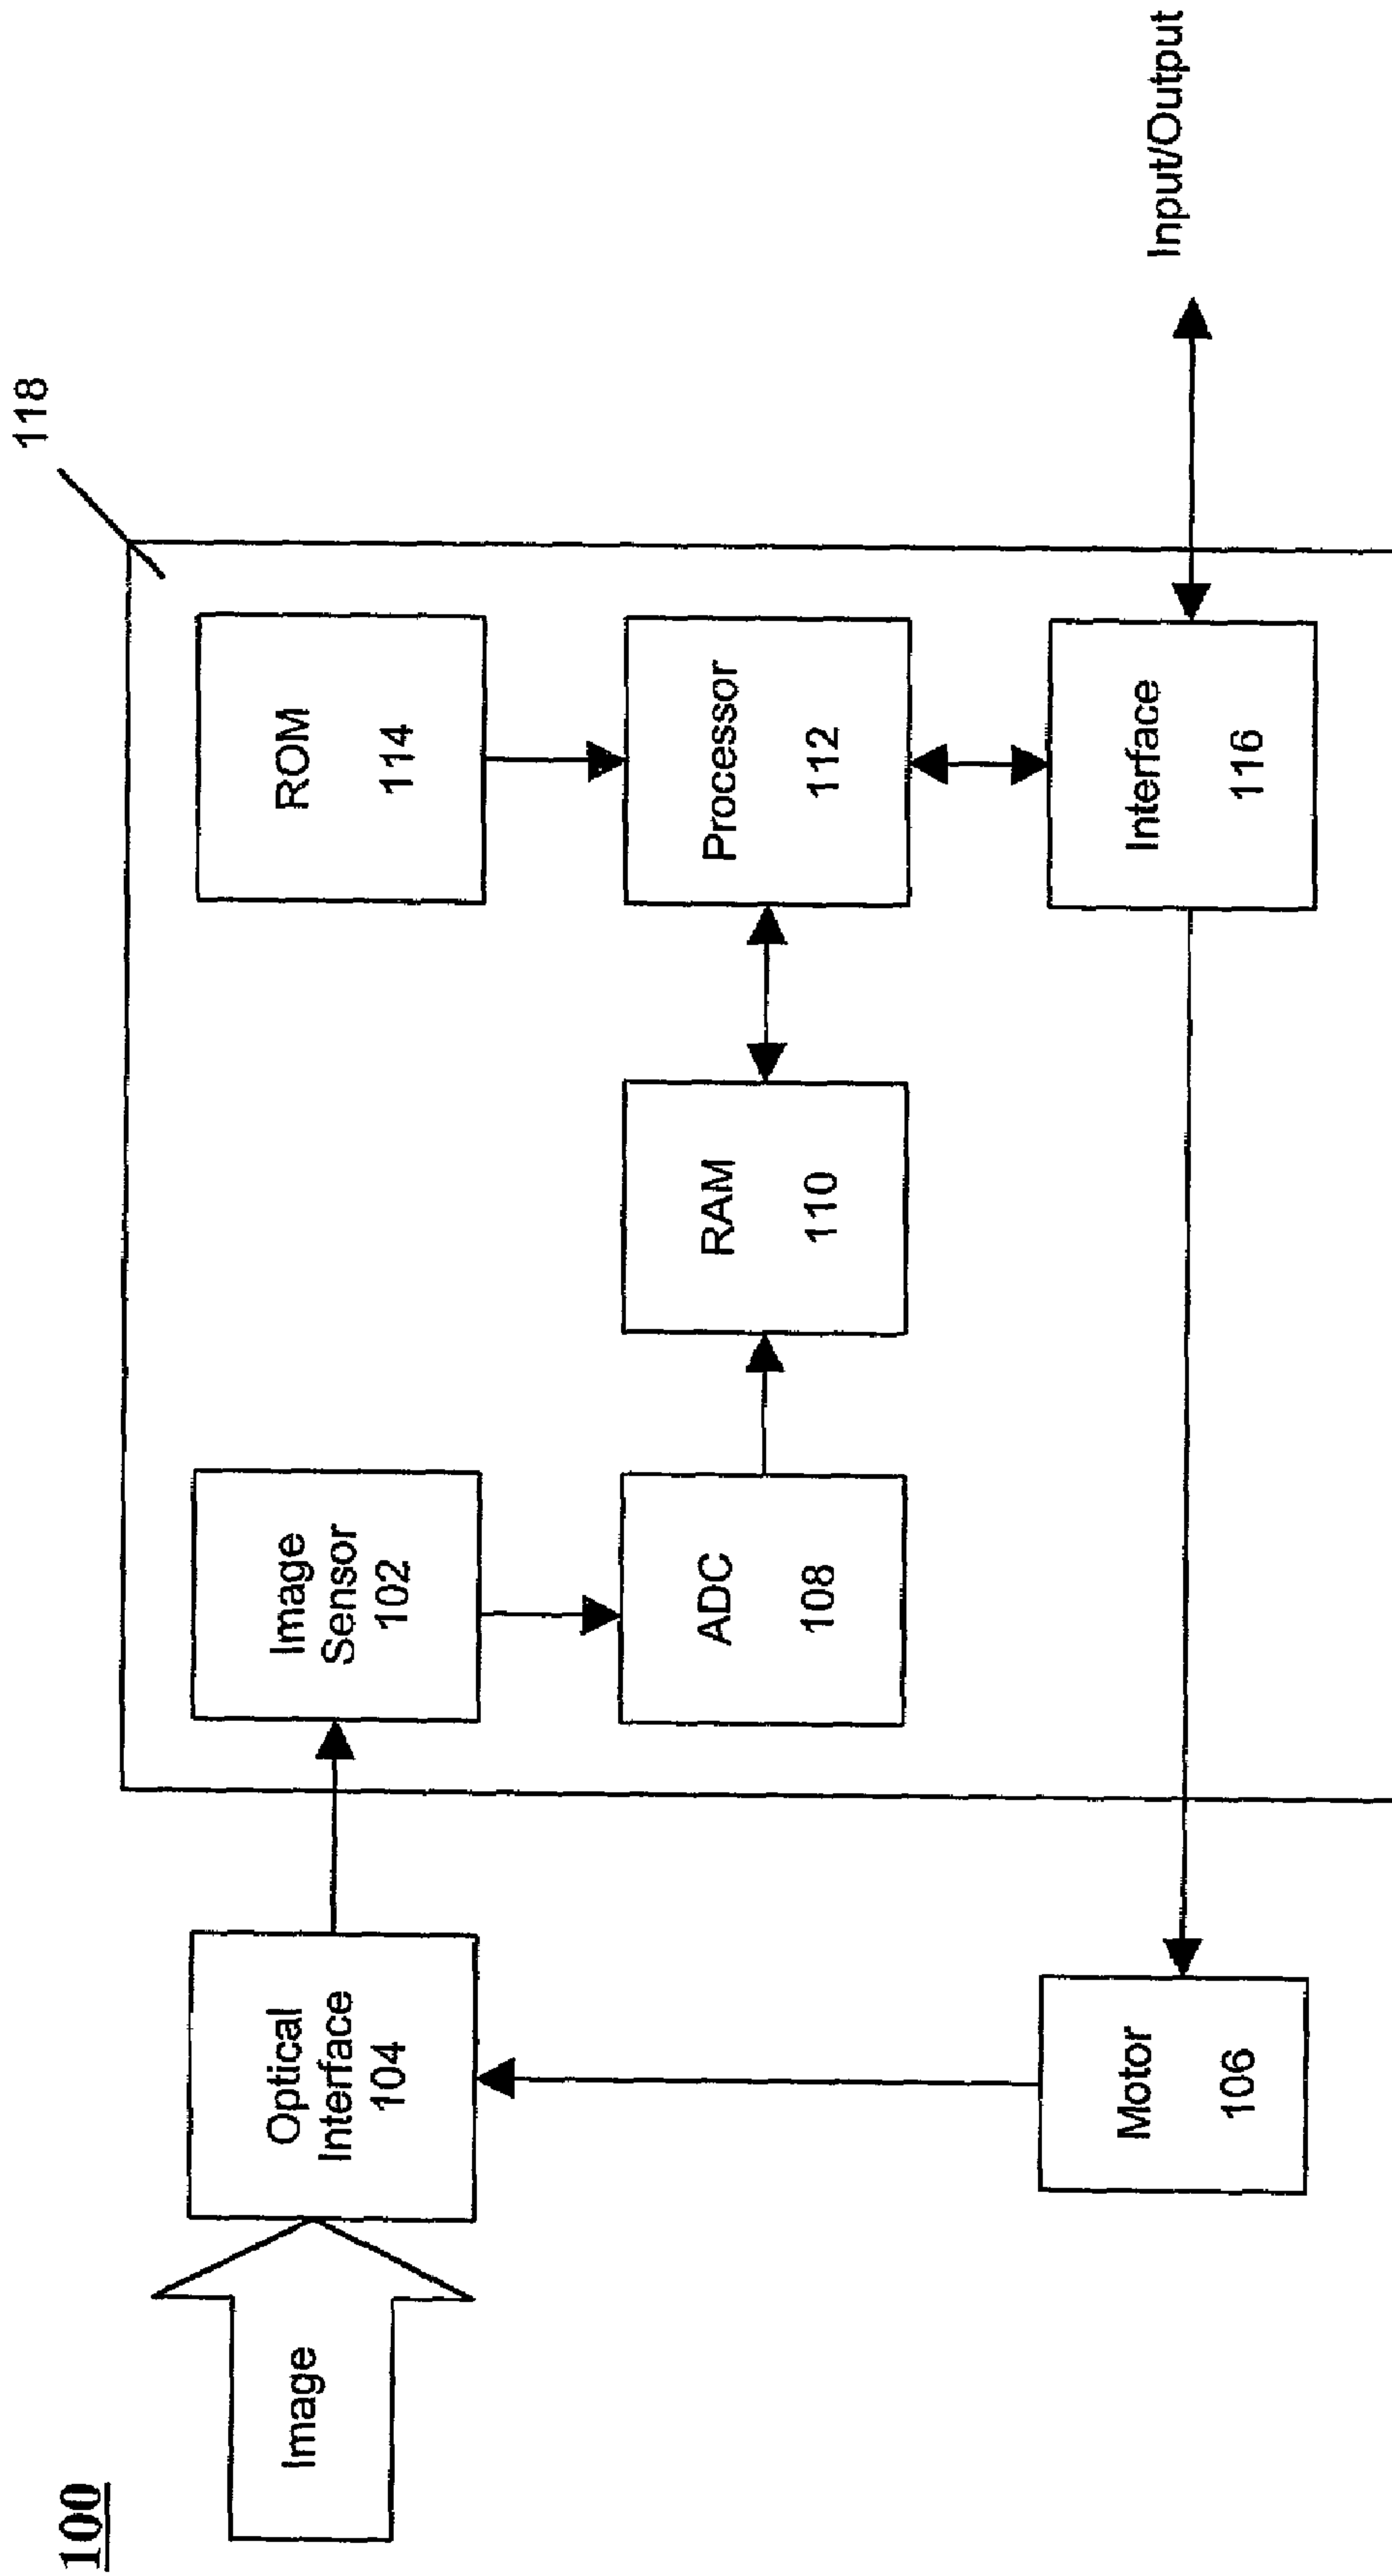 100
118
Image
Optical
Interface
104
Image
Sensor
102
ROM
114
ADC
108
RAM
110
Processor
112
Motor
106
Interface
116
Input/Output